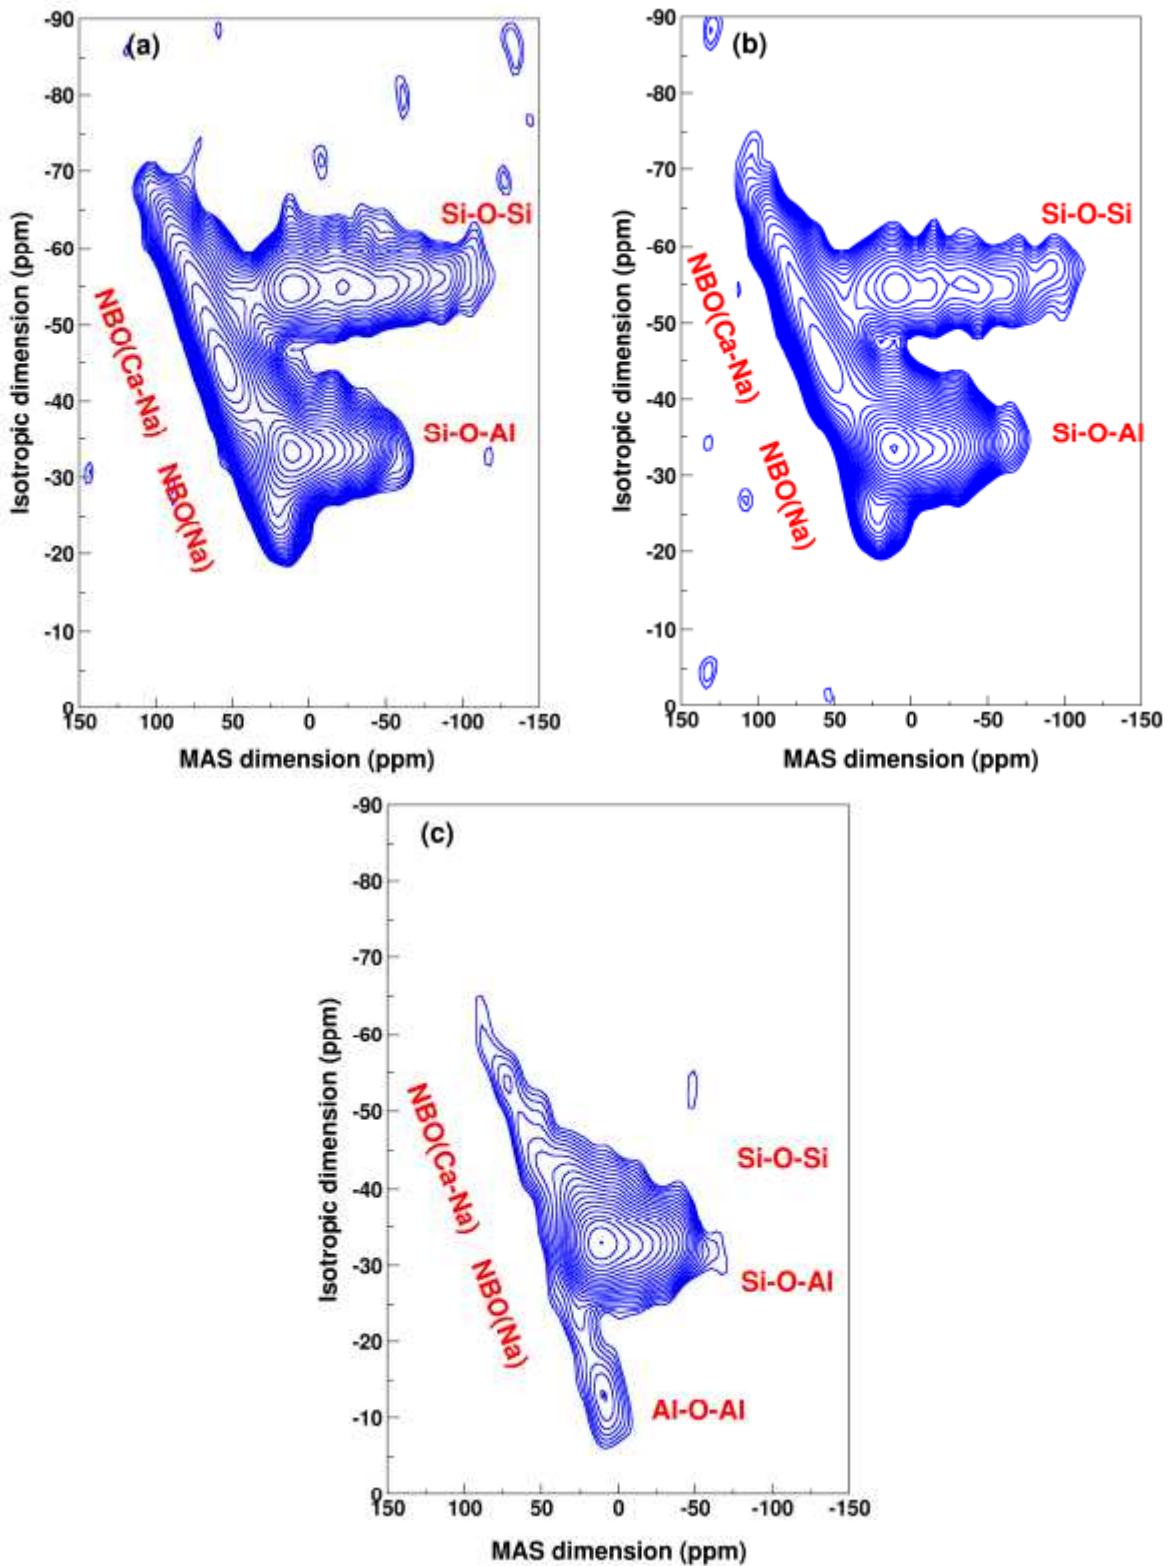 (a)
-90
-80
-70
-60
-50
-40
-30
-20
-10
0
150 100 50 0 -50 -100 -150
Isotropic dimension (ppm)
MAS dimension (ppm)
Si-O-Si
Si-O-Al
NBO(Ca-Na)
NBO(Na)
(b)
-90
-80
-70
-60
-50
-40
-30
-20
-10
0
150 100 50 0 -50 -100 -150
Isotropic dimension (ppm)
MAS dimension (ppm)
Si-O-Si
Si-O-Al
NBO(Ca-Na)
NBO(Na)
(c)
-90
-80
-70
-60
-50
-40
-30
-20
-10
0
150 100 50 0 -50 -100 -150
Isotropic dimension (ppm)
MAS dimension (ppm)
Si-O-Si
Si-O-Al
Al-O-Al
NBO(Ca-Na)
NBO(Na)